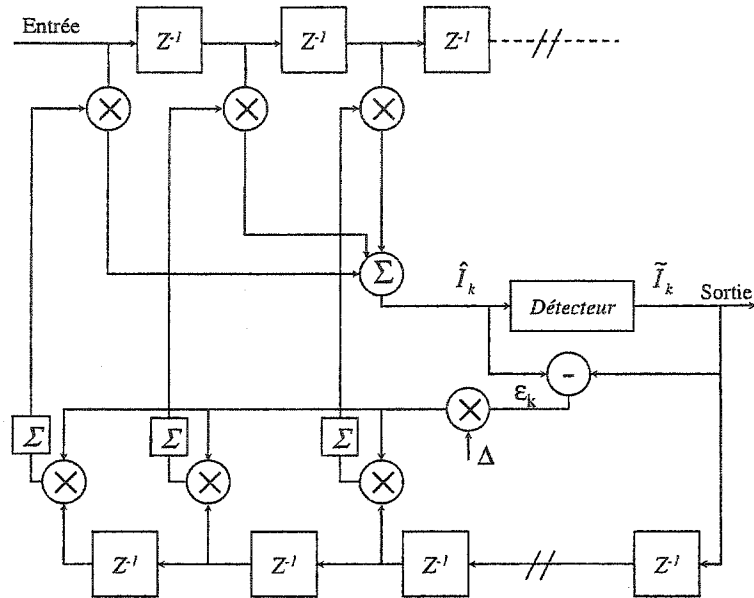 Entrée
Z⁻¹ Z⁻¹ Z⁻¹
× × ×
Σ
Î_k
Détecteur
Ĩ_k
Sortie
-
ε_k
×
Δ
Σ Σ Σ
× × ×
Z⁻¹ Z⁻¹ Z⁻¹ Z⁻¹